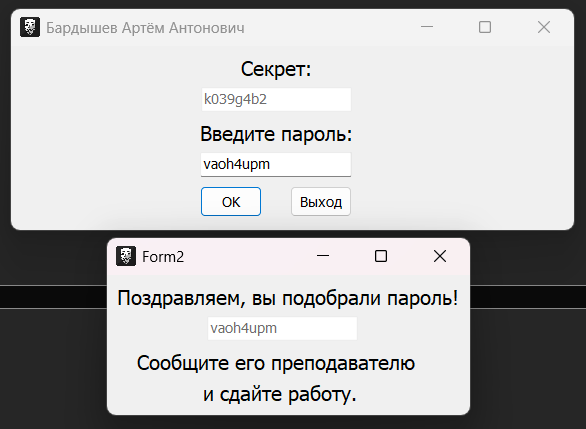 Бардышев Артём Антонович
Секрет:
k039g4b2
Введите пароль:
vaoh4upm
OK Выход
Form2
Поздравляем, вы подобрали пароль!
vaoh4upm
Сообщите его преподавателю
и сдайте работу.